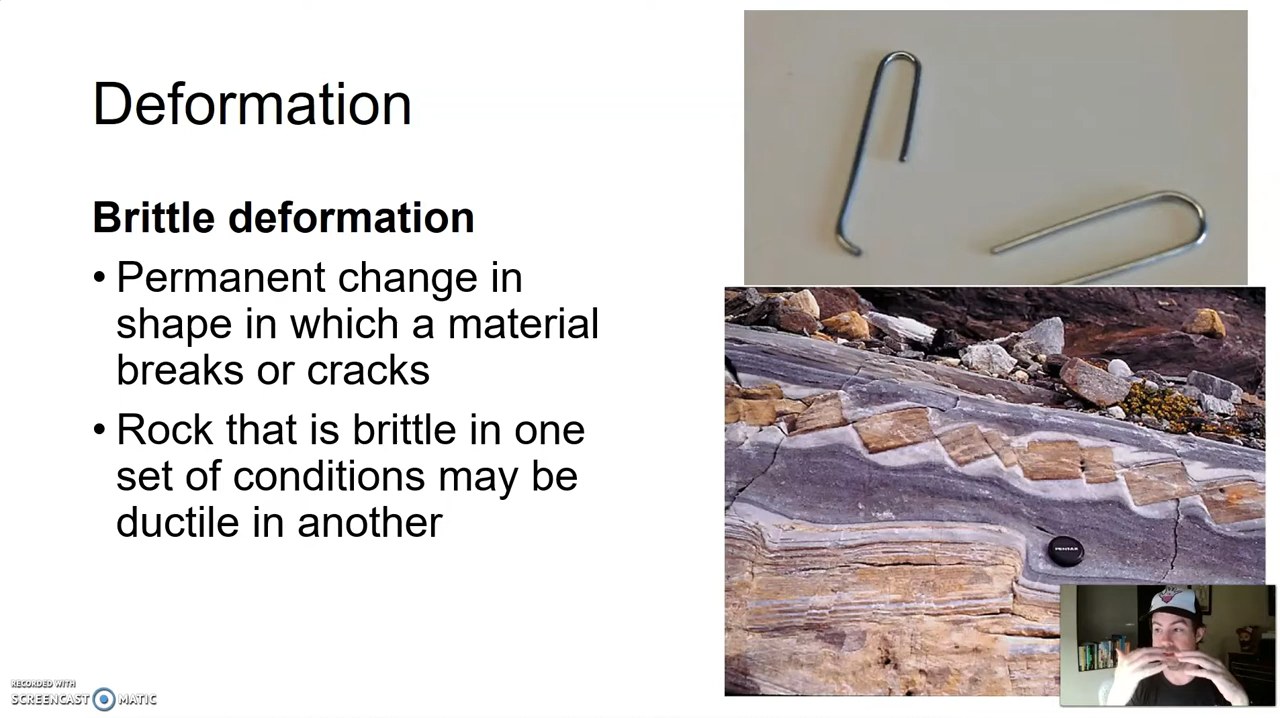 Deformation
Brittle deformation
• Permanent change in
shape in which a material
breaks or cracks
• Rock that is brittle in one
set of conditions may be
ductile in another
PENTAX
RECORDED WITH
SCREENCAST MATIC